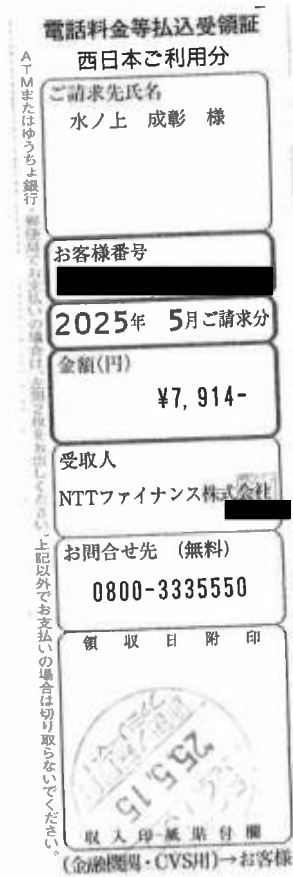 電話料金等払込受領証
西日本ご利用分
ご請求先氏名
水ノ上 成彰 様
お客様番号
2025年 5月ご請求分
金額(円)
¥7,914-
受取人
NTTファイナンス株式会社
お問合せ先 (無料)
0800-3335550
領収日附印
25.5.15
収入印紙貼付欄
(金融機関・CVS用)→お客様
ATMまたはゆうちょ銀行・郵便局でお支払いの場合は、左側2枚をお出しください。上記以外でお支払いの場合は切り取らないでください。